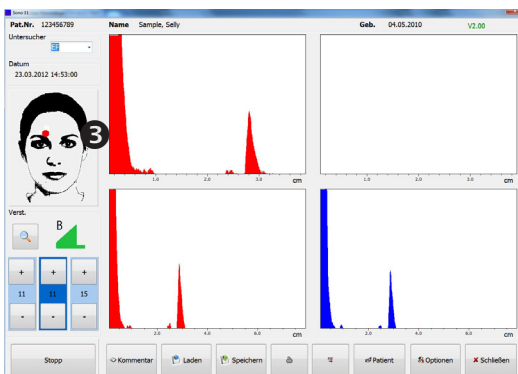 Pat.Nr. 123456789 Name Sample, Selly Geb. 04.05.2010 V2.00
Untersucher
EF
Datum
23.03.2012 14:53:00
3
1.0 2.0 3.0 cm
1.0 2.0 3.0 cm
Verst.
B
+ + +
11 11 15
- - -
2.0 4.0 6.0 cm
2.0 4.0 6.0 cm
Stopp Kommentar Laden Speichern Patient Optionen Schließen